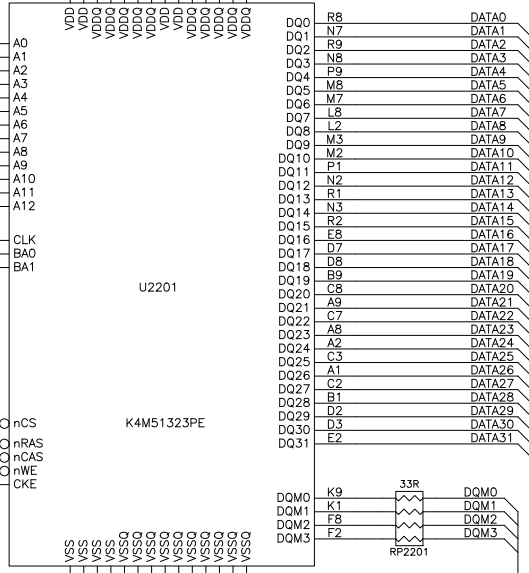 VDD
VDD
VDDQ
VDDQ
VDDQ
VDDQ
VDD
VDD
VDDQ
VDDQ
VDDQ
VDDQ
VDDQ
VDDQ
A0
A1
A2
A3
A4
A5
A6
A7
A8
A9
A10
A11
A12
CLK
BA0
BA1
nCS
nRAS
nCAS
nWE
CKE
U2201
K4M51323PE
DQ0 R8 DATA0
DQ1 N7 DATA1
DQ2 R9 DATA2
DQ3 N8 DATA3
DQ4 P9 DATA4
DQ5 M8 DATA5
DQ6 M7 DATA6
DQ7 L8 DATA7
DQ8 L2 DATA8
DQ9 M3 DATA9
DQ10 M2 DATA10
DQ11 P1 DATA11
DQ12 N2 DATA12
DQ13 R1 DATA13
DQ14 N3 DATA14
DQ15 R2 DATA15
DQ16 E8 DATA16
DQ17 D7 DATA17
DQ18 D8 DATA18
DQ19 B9 DATA19
DQ20 C8 DATA20
DQ21 A9 DATA21
DQ22 C7 DATA22
DQ23 A8 DATA23
DQ24 A2 DATA24
DQ25 C3 DATA25
DQ26 A1 DATA26
DQ27 C2 DATA27
DQ28 B1 DATA28
DQ29 D2 DATA29
DQ30 D3 DATA30
DQ31 E2 DATA31
33R
DQM0 K9 DQM0
DQM1 K1 DQM1
DQM2 F8 DQM2
DQM3 F2 DQM3
RP2201
VSS
VSS
VSS
VSS
VSSQ
VSSQ
VSSQ
VSSQ
VSSQ
VSSQ
VSSQ
VSSQ
VSSQ
VSSQ